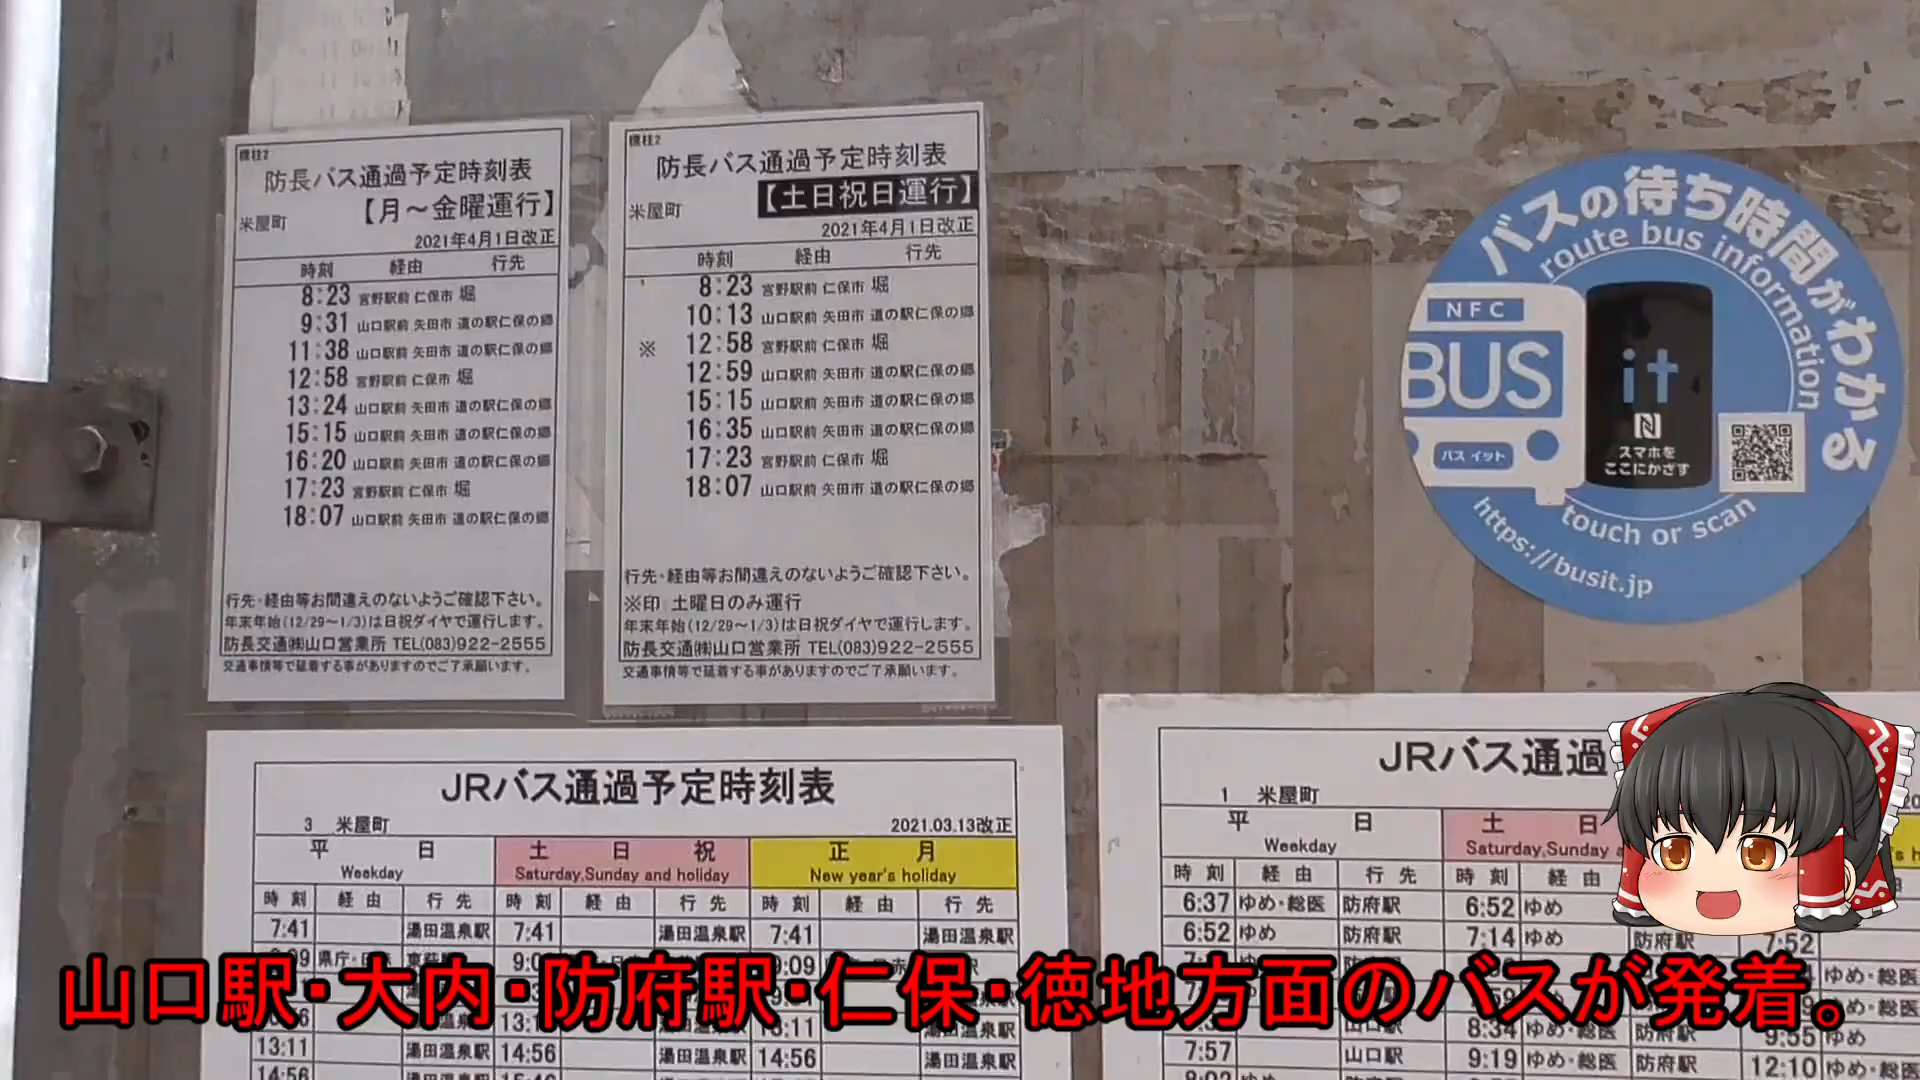 標柱2
防長バス通過予定時刻表
米屋町
【月～金曜運行】
2021年4月1日改正
時刻 経由 行先
8:23 宮野駅前 仁保市 堀
9:31 山口駅前 矢田市 道の駅仁保の郷
11:38 山口駅前 矢田市 道の駅仁保の郷
12:58 宮野駅前 仁保市 堀
13:24 山口駅前 矢田市 道の駅仁保の郷
15:15 山口駅前 矢田市 道の駅仁保の郷
16:20 山口駅前 矢田市 道の駅仁保の郷
17:23 宮野駅前 仁保市 堀
18:07 山口駅前 矢田市 道の駅仁保の郷
行先・経由等お間違えのないようご確認下さい。
年末年始(12/29～1/3)は日祝ダイヤで運行します。
防長交通㈱山口営業所 TEL(083)922-2555
交通事情等で延着する事がありますのでご了承願います。
標柱2
防長バス通過予定時刻表
【土日祝日運行】
米屋町
2021年4月1日改正
時刻 経由 行先
8:23 宮野駅前 仁保市 堀
10:13 山口駅前 矢田市 道の駅仁保の郷
※ 12:58 宮野駅前 仁保市 堀
12:59 山口駅前 矢田市 道の駅仁保の郷
15:15 山口駅前 矢田市 道の駅仁保の郷
16:35 山口駅前 矢田市 道の駅仁保の郷
17:23 宮野駅前 仁保市 堀
18:07 山口駅前 矢田市 道の駅仁保の郷
行先・経由等お間違えのないようご確認下さい。
※印 土曜日のみ運行
年末年始(12/29～1/3)は日祝ダイヤで運行します。
防長交通㈱山口営業所 TEL(083)922-2555
交通事情等で延着する事がありますのでご了承願います。
バスの待ち時間がわかる
route bus information
NFC
BUS
it
バス イット
スマホを
ここにかざす
touch or scan
https://busit.jp
JRバス通過予定時刻表
3 米屋町 2021.03.13改正
平日 土日祝 正月
Weekday Saturday,Sunday and holiday New year's holiday
時刻 経由 行先 時刻 経由 行先 時刻 経由 行先
7:41 湯田温泉駅 7:41 湯田温泉駅 7:41 湯田温泉駅
13:11 湯田温泉駅 14:56 湯田温泉駅 14:56 湯田温泉駅
14:56
JRバス通過
1 米屋町
平日 土日
Weekday Saturday,Sunday
時刻 経由 行先 時刻 経由
6:37 ゆめ・総医 防府駅 6:52 ゆめ
6:52 ゆめ 防府駅 7:14 ゆめ 防府駅 7:52
ゆめ・総医
山口駅 8:34 ゆめ・総医 防府駅 9:55 ゆめ
7:57 山口駅 9:19 ゆめ・総医 防府駅 12:10 ゆめ・総医
山口駅・大内・防府駅・仁保・徳地方面のバスが発着。